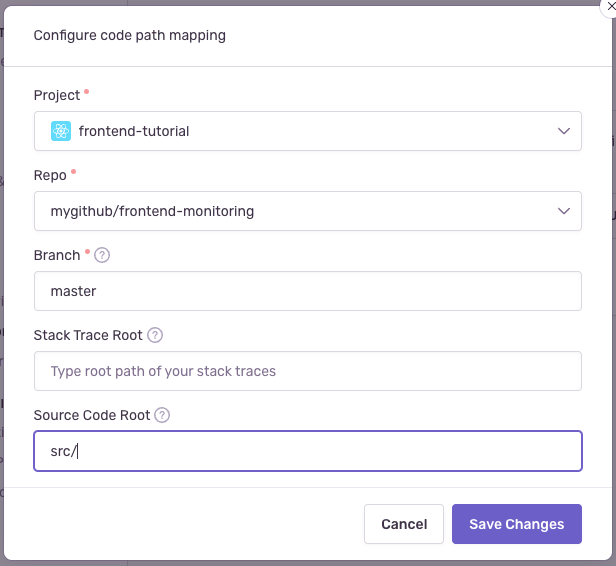 Configure code path mapping
Project *
frontend-tutorial
Repo *
mygithub/frontend-monitoring
Branch * ?
master
Stack Trace Root ?
Type root path of your stack traces
Source Code Root ?
src/
Cancel
Save Changes